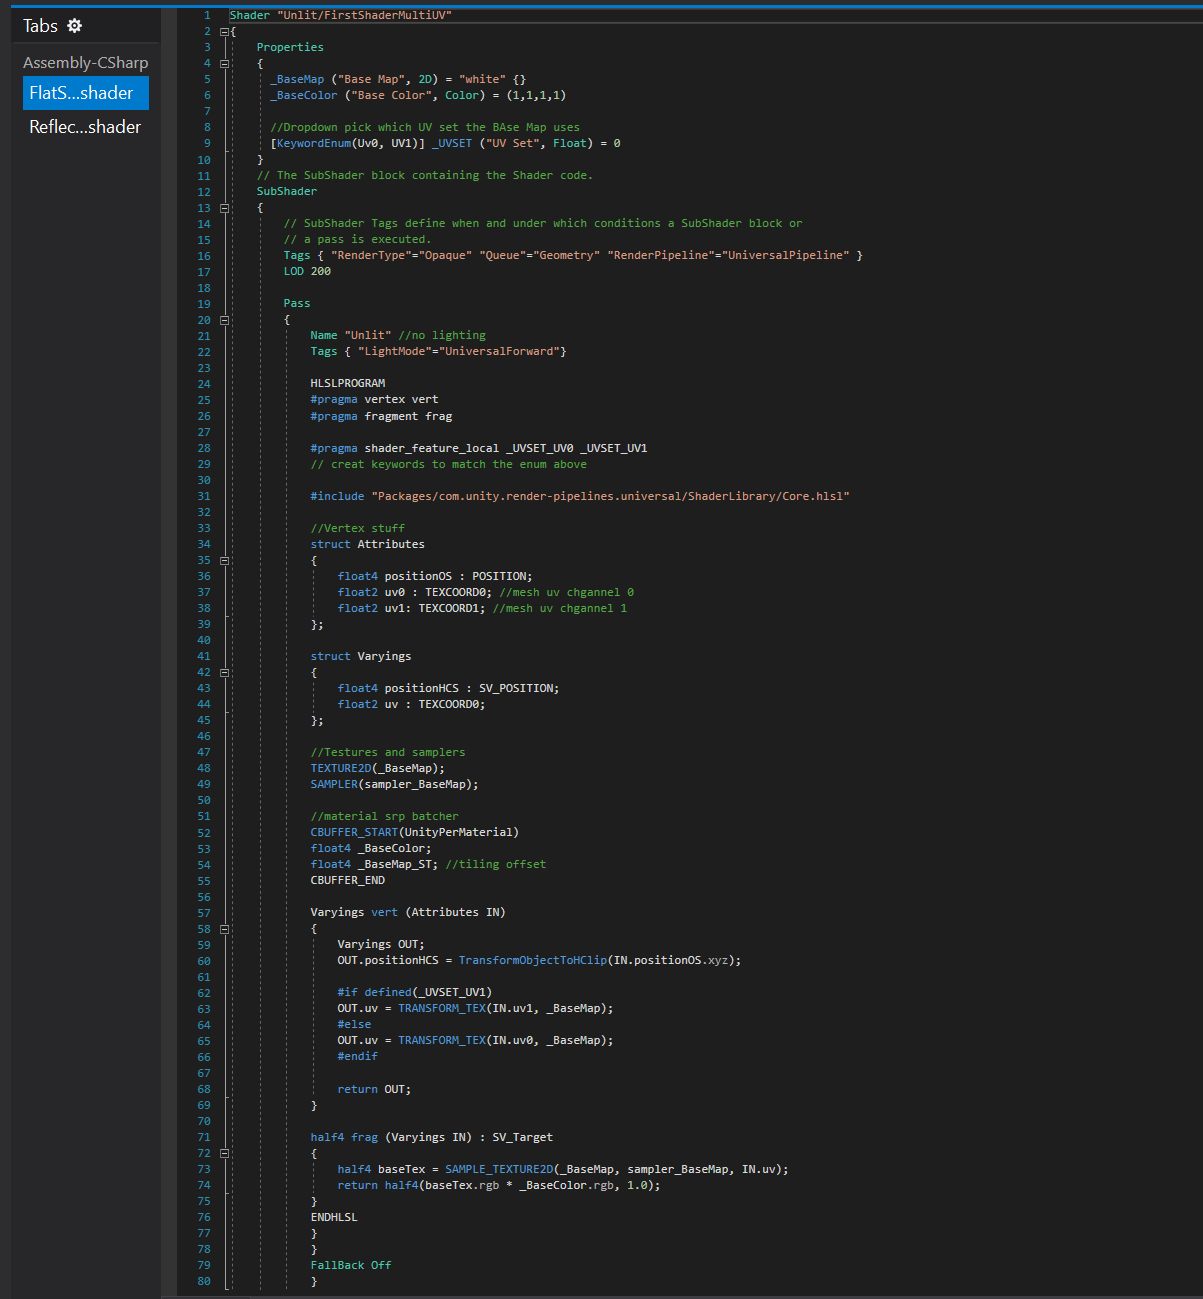 Tabs
Assembly-CSharp
FlatS...shader
Reflec...shader
1 Shader "Unlit/FirstShaderMultiUV"
2 {
3 Properties
4 {
5 _BaseMap ("Base Map", 2D) = "white" {}
6 _BaseColor ("Base Color", Color) = (1,1,1,1)
7
8 //Dropdown pick which UV set the BAse Map uses
9 [KeywordEnum(Uv0, UV1)] _UVSET ("UV Set", Float) = 0
10 }
11 // The SubShader block containing the Shader code.
12 SubShader
13 {
14 // SubShader Tags define when and under which conditions a SubShader block or
15 // a pass is executed.
16 Tags { "RenderType"="Opaque" "Queue"="Geometry" "RenderPipeline"="UniversalPipeline" }
17 LOD 200
18
19 Pass
20 {
21 Name "Unlit" //no lighting
22 Tags { "LightMode"="UniversalForward"}
23
24 HLSLPROGRAM
25 #pragma vertex vert
26 #pragma fragment frag
27
28 #pragma shader_feature_local _UVSET_UV0 _UVSET_UV1
29 // creat keywords to match the enum above
30
31 #include "Packages/com.unity.render-pipelines.universal/ShaderLibrary/Core.hlsl"
32
33 //Vertex stuff
34 struct Attributes
35 {
36 float4 positionOS : POSITION;
37 float2 uv0 : TEXCOORD0; //mesh uv chgannel 0
38 float2 uv1: TEXCOORD1; //mesh uv chgannel 1
39 };
40
41 struct Varyings
42 {
43 float4 positionHCS : SV_POSITION;
44 float2 uv : TEXCOORD0;
45 };
46
47 //Testures and samplers
48 TEXTURE2D(_BaseMap);
49 SAMPLER(sampler_BaseMap);
50
51 //material srp batcher
52 CBUFFER_START(UnityPerMaterial)
53 float4 _BaseColor;
54 float4 _BaseMap_ST; //tiling offset
55 CBUFFER_END
56
57 Varyings vert (Attributes IN)
58 {
59 Varyings OUT;
60 OUT.positionHCS = TransformObjectToHClip(IN.positionOS.xyz);
61
62 #if defined(_UVSET_UV1)
63 OUT.uv = TRANSFORM_TEX(IN.uv1, _BaseMap);
64 #else
65 OUT.uv = TRANSFORM_TEX(IN.uv0, _BaseMap);
66 #endif
67
68 return OUT;
69 }
70
71 half4 frag (Varyings IN) : SV_Target
72 {
73 half4 baseTex = SAMPLE_TEXTURE2D(_BaseMap, sampler_BaseMap, IN.uv);
74 return half4(baseTex.rgb * _BaseColor.rgb, 1.0);
75 }
76 ENDHLSL
77 }
78 }
79 FallBack Off
80 }